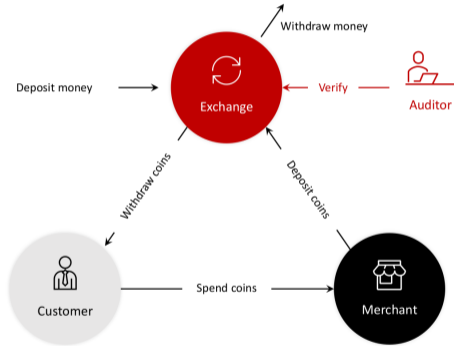 Withdraw money
Deposit money
Verify
Exchange
Auditor
Withdraw coins
Deposit coins
Spend coins
Customer
Merchant